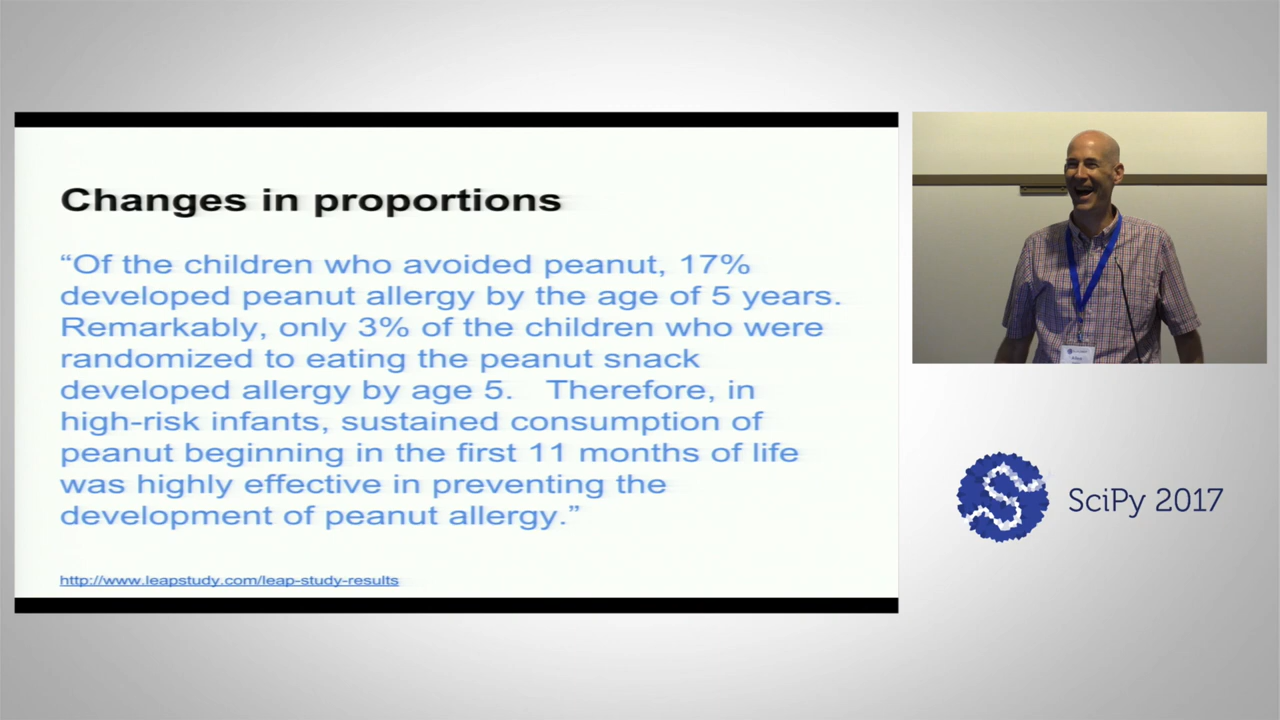 Changes in proportions
“Of the children who avoided peanut, 17%
developed peanut allergy by the age of 5 years.
Remarkably, only 3% of the children who were
randomized to eating the peanut snack
developed allergy by age 5. Therefore, in
high-risk infants, sustained consumption of
peanut beginning in the first 11 months of life
was highly effective in preventing the
development of peanut allergy.”
http://www.leapstudy.com/leap-study-results
SciPy 2017